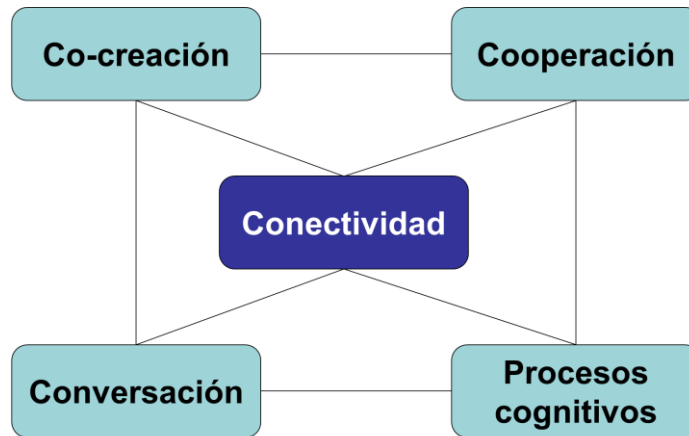 Co-creación
Cooperación
Conectividad
Conversación
Procesos
cognitivos